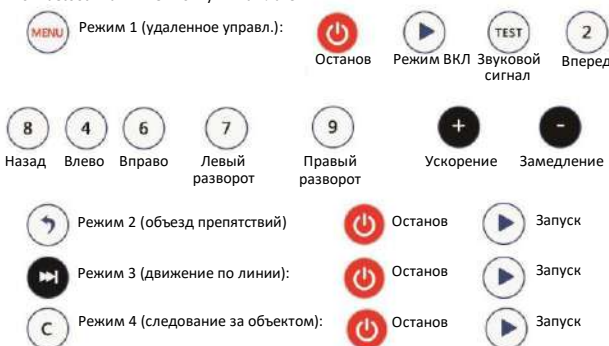 MENU Режим 1 (удаленное управл.):
TEST 2
Останов Режим ВКЛ Звуковой Вперед
сигнал
8 4 6 7 9 + -
Назад Влево Вправо Левый Правый Ускорение Замедление
разворот разворот
Режим 2 (объезд препятствий) Останов Запуск
Режим 3 (движение по линии): Останов Запуск
C Режим 4 (следование за объектом): Останов Запуск